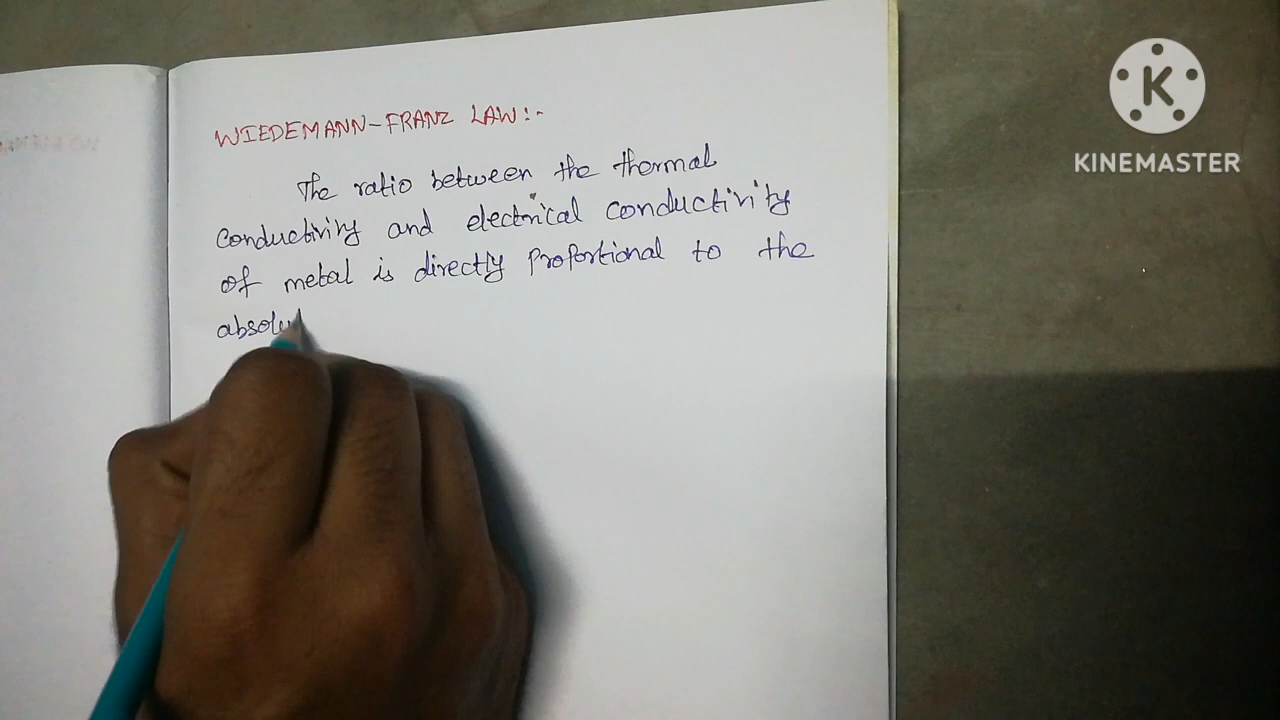 WIEDEMANN-FRANZ LAW:-
The ratio between the thermal
conductivity and electrical conductivity
of metal is directly proportional to the
absolut
KINEMASTER